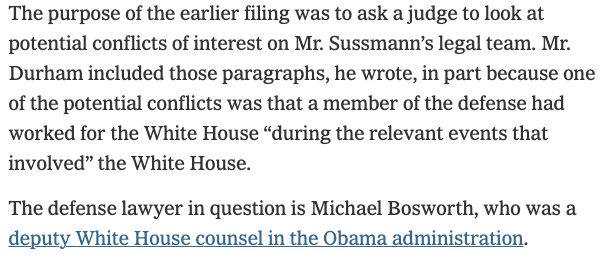 The purpose of the earlier filing was to ask a judge to look at
potential conflicts of interest on Mr. Sussmann’s legal team. Mr.
Durham included those paragraphs, he wrote, in part because one
of the potential conflicts was that a member of the defense had
worked for the White House “during the relevant events that
involved” the White House.
The defense lawyer in question is Michael Bosworth, who was a
deputy White House counsel in the Obama administration.